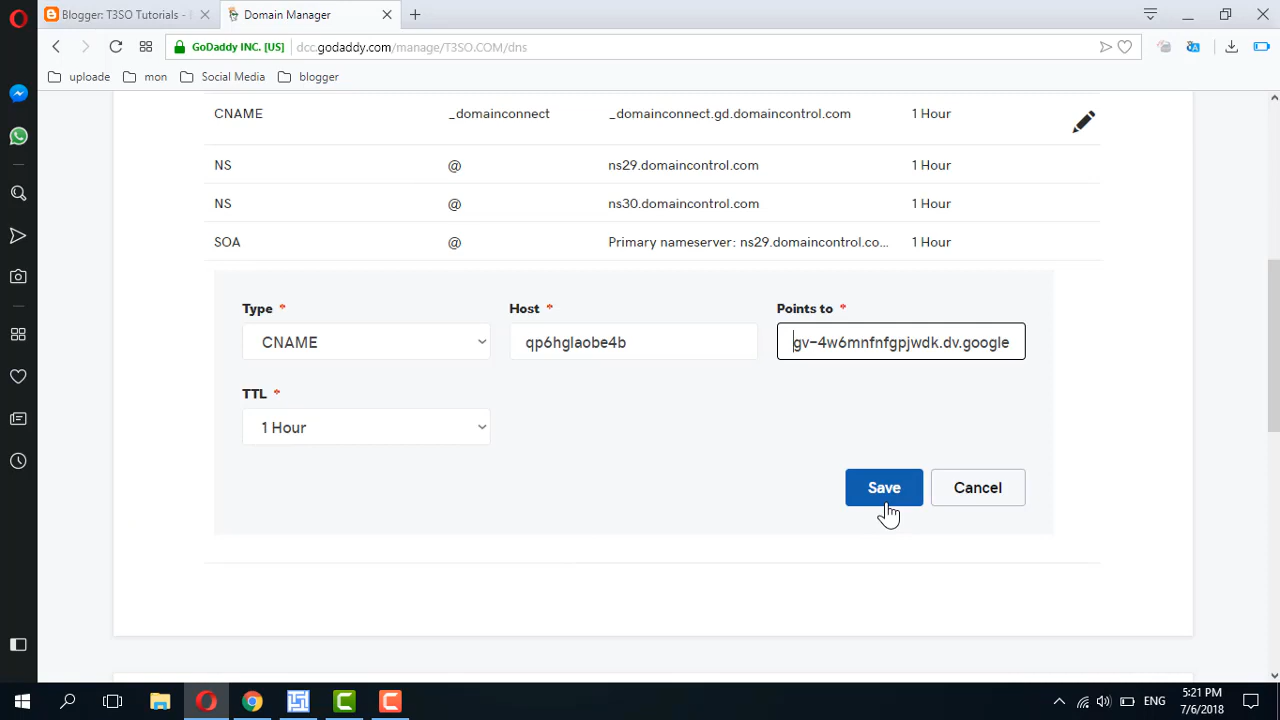 Blogger: T3SO Tutorials - B
Domain Manager
GoDaddy INC. [US]
dcc.godaddy.com/manage/T3SO.COM/dns
uploade
mon
Social Media
blogger
CNAME _domainconnect _domainconnect.gd.domaincontrol.com 1 Hour
NS @ ns29.domaincontrol.com 1 Hour
NS @ ns30.domaincontrol.com 1 Hour
SOA @ Primary nameserver: ns29.domaincontrol.co... 1 Hour
Type * Host * Points to *
CNAME qp6hglaobe4b gv-4w6mnfnfgpjwdk.dv.google
TTL *
1 Hour
Save Cancel
ENG
5:21 PM
7/6/2018